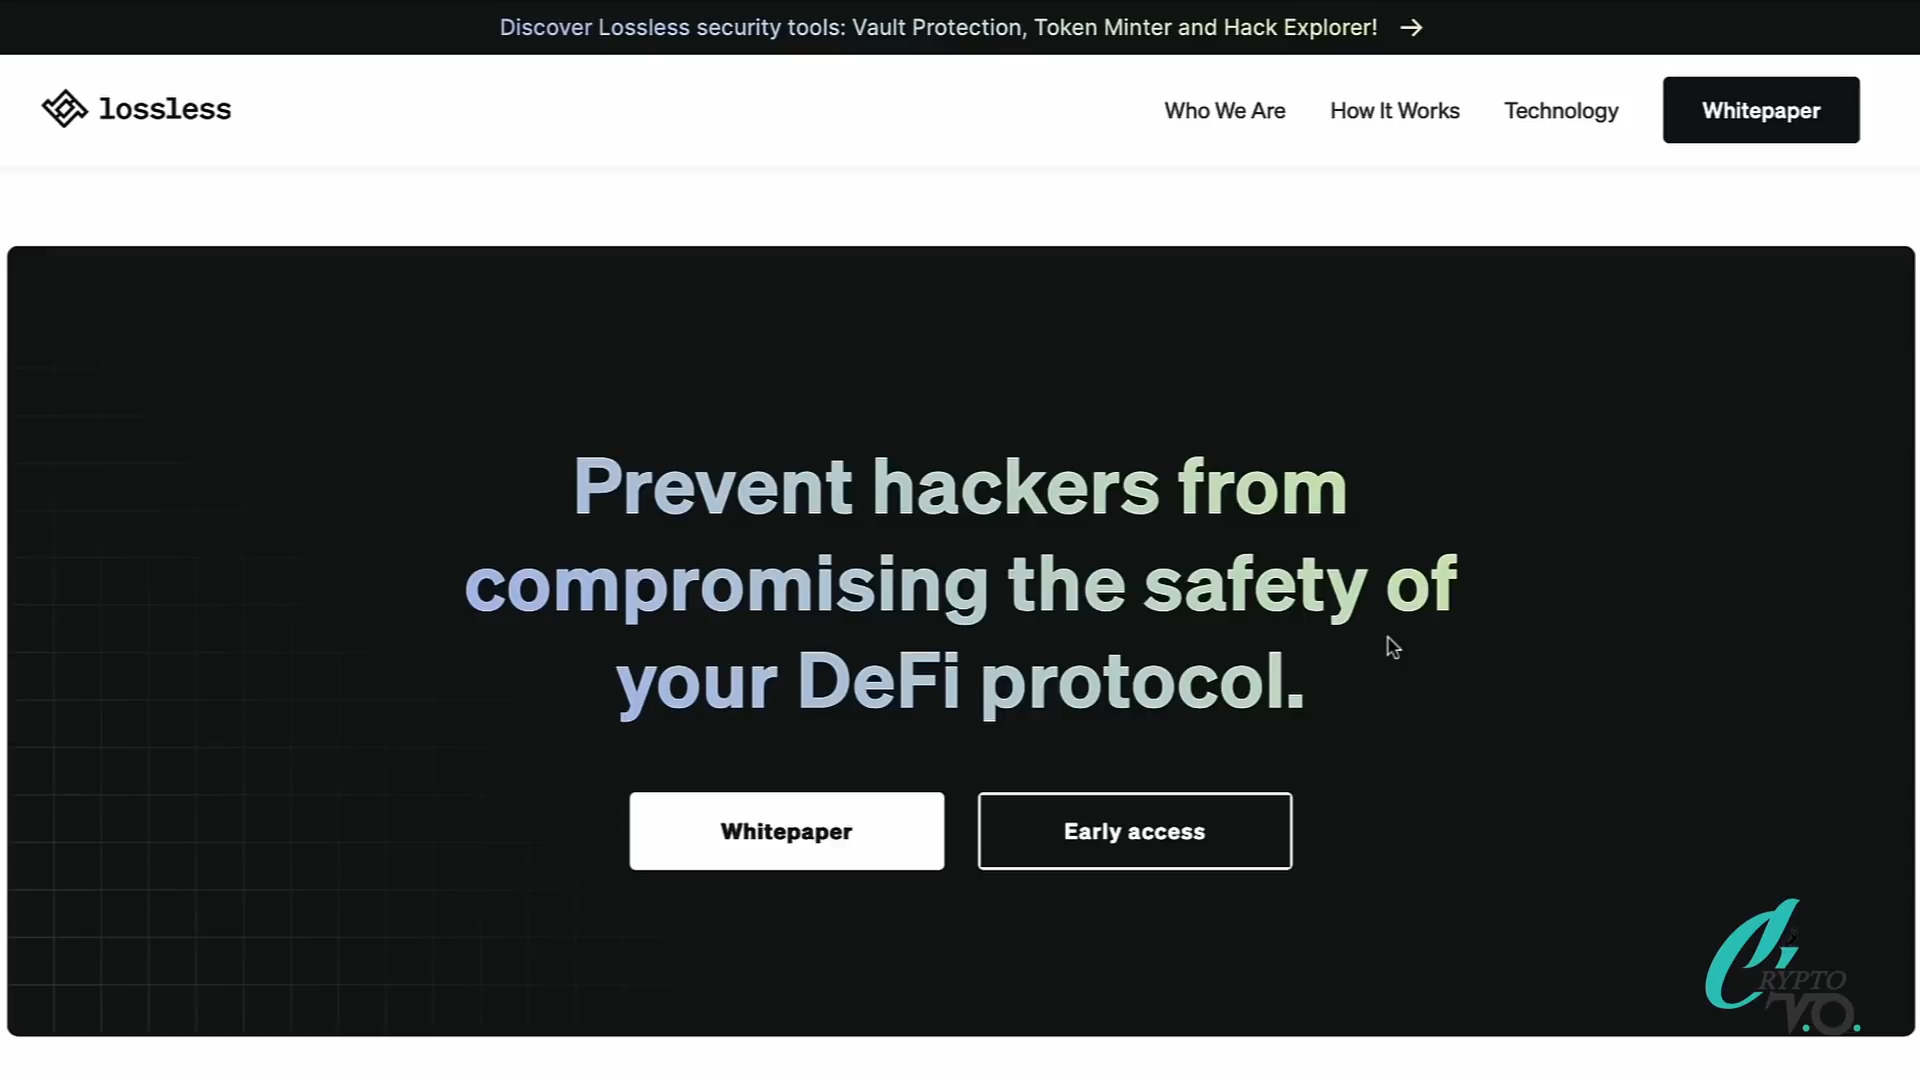 Discover Lossless security tools: Vault Protection, Token Minter and Hack Explorer! →
lossless
Who We Are
How It Works
Technology
Whitepaper
Prevent hackers from
compromising the safety of
your DeFi protocol.
Whitepaper
Early access
CRYPTO
V.O.